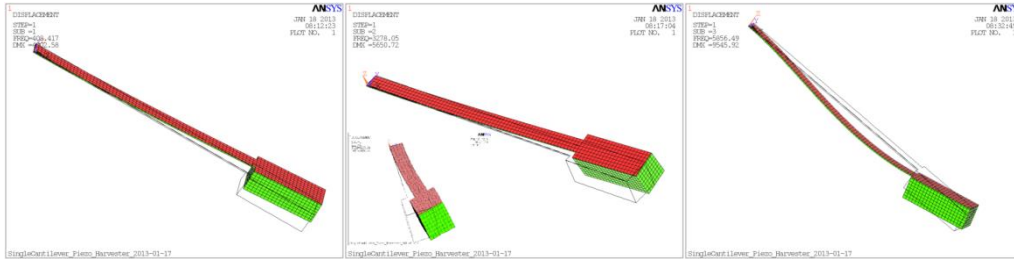 1
DISPLACEMENT
STEP=1
SUB =1
FREQ=408.417
ANSYS
JAN 18 2013
08:12:23
PLOT NO. 1
SingleCantilever_Piezo_Harvester_2013-01-17
1
DISPLACEMENT
STEP=1
SUB =2
FREQ=3278.05
DMX =5650.72
ANSYS
JAN 18 2013
08:17:04
PLOT NO. 1
ANSYS
SingleCantilever_Piezo_Harvester_2013-01-17
1
DISPLACEMENT
STEP=1
SUB =3
FREQ=5856.49
DMX =9545.92
ANSYS
JAN 18 2013
PLOT NO.
SingleCantilever_Piezo_Harvester_2013-01-17